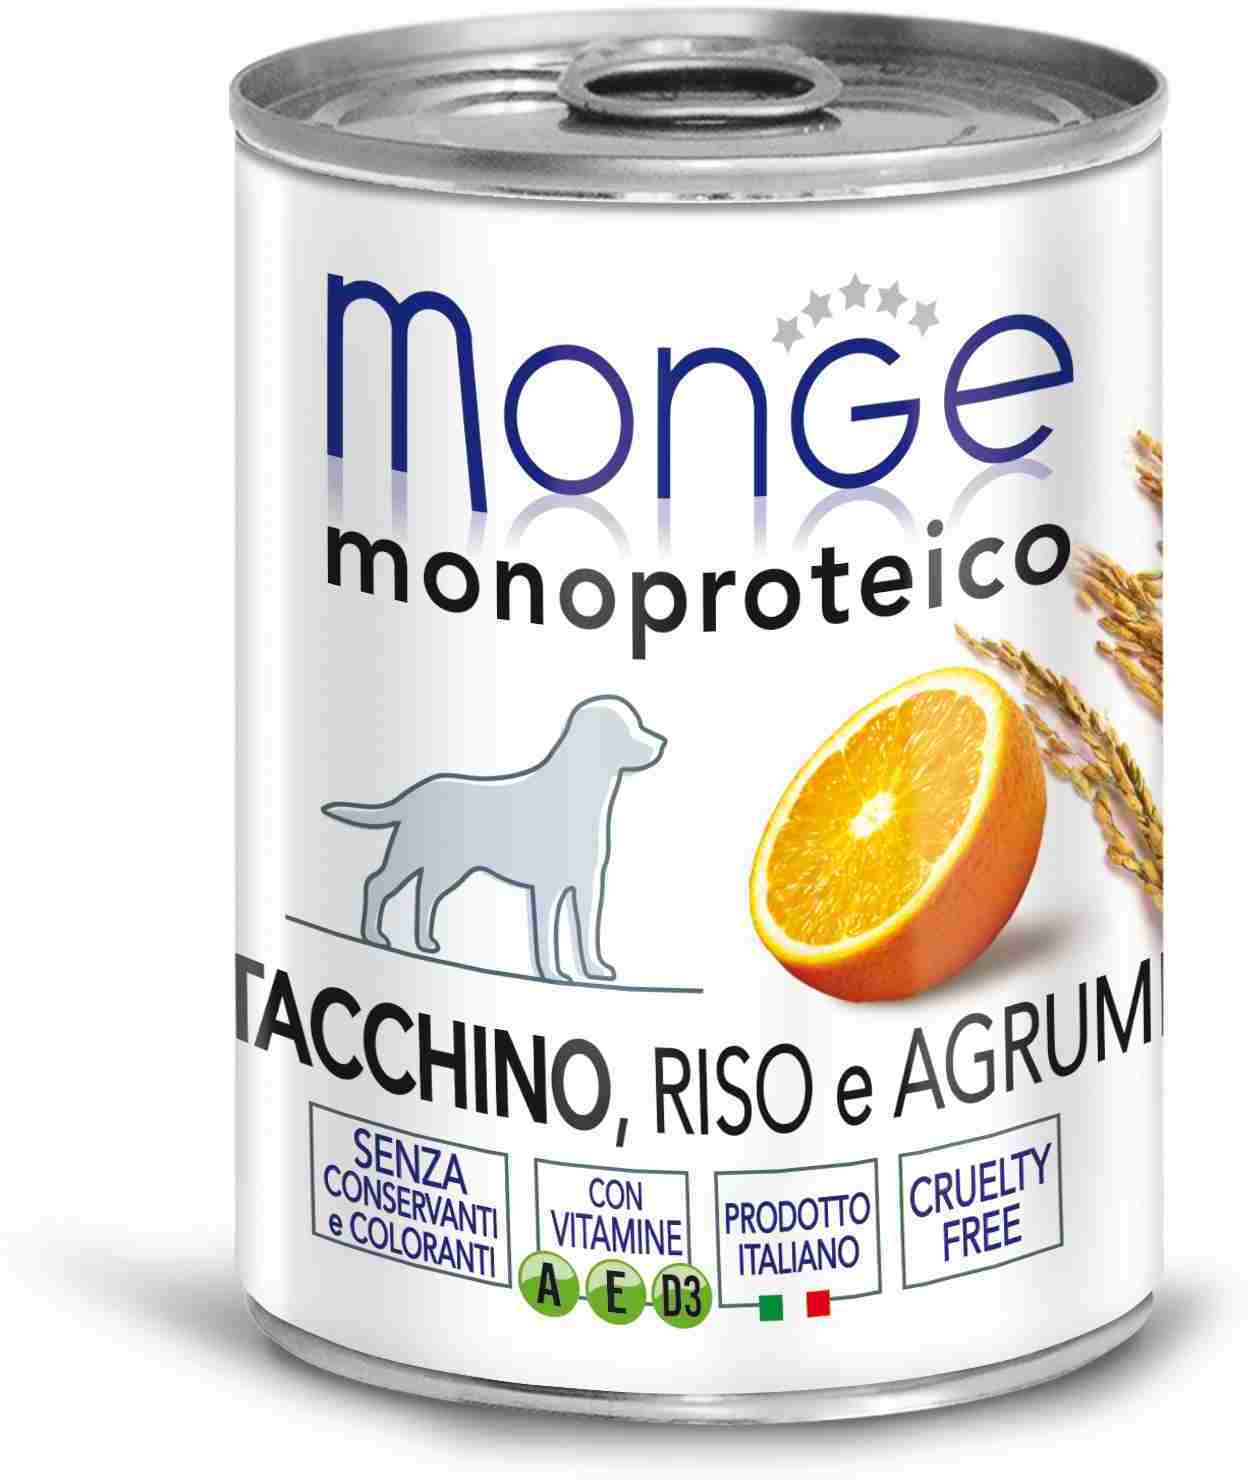 monGe
monoproteico
TACCHINO, RISO e AGRUMI
SENZA
CONSERVANTI
e COLORANTI
CON
VITAMINE
A E D3
PRODOTTO
ITALIANO
CRUELTY
FREE